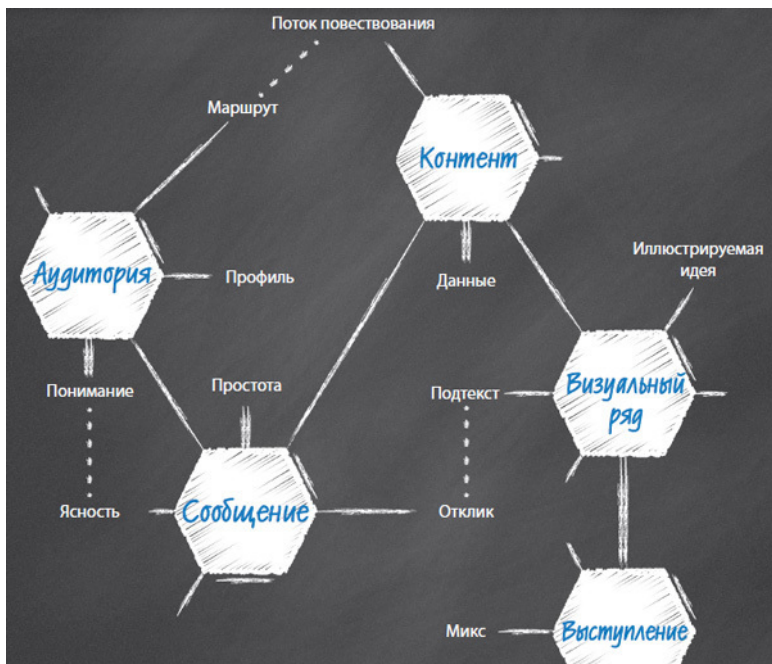 Поток повествования
Маршрут
Контент
Иллюстрируемая
идея
Аудитория
Профиль
Данные
Понимание
Простота
Подтекст
Визуальный
ряд
Ясность
Сообщение
Отклик
Микс
Выступление